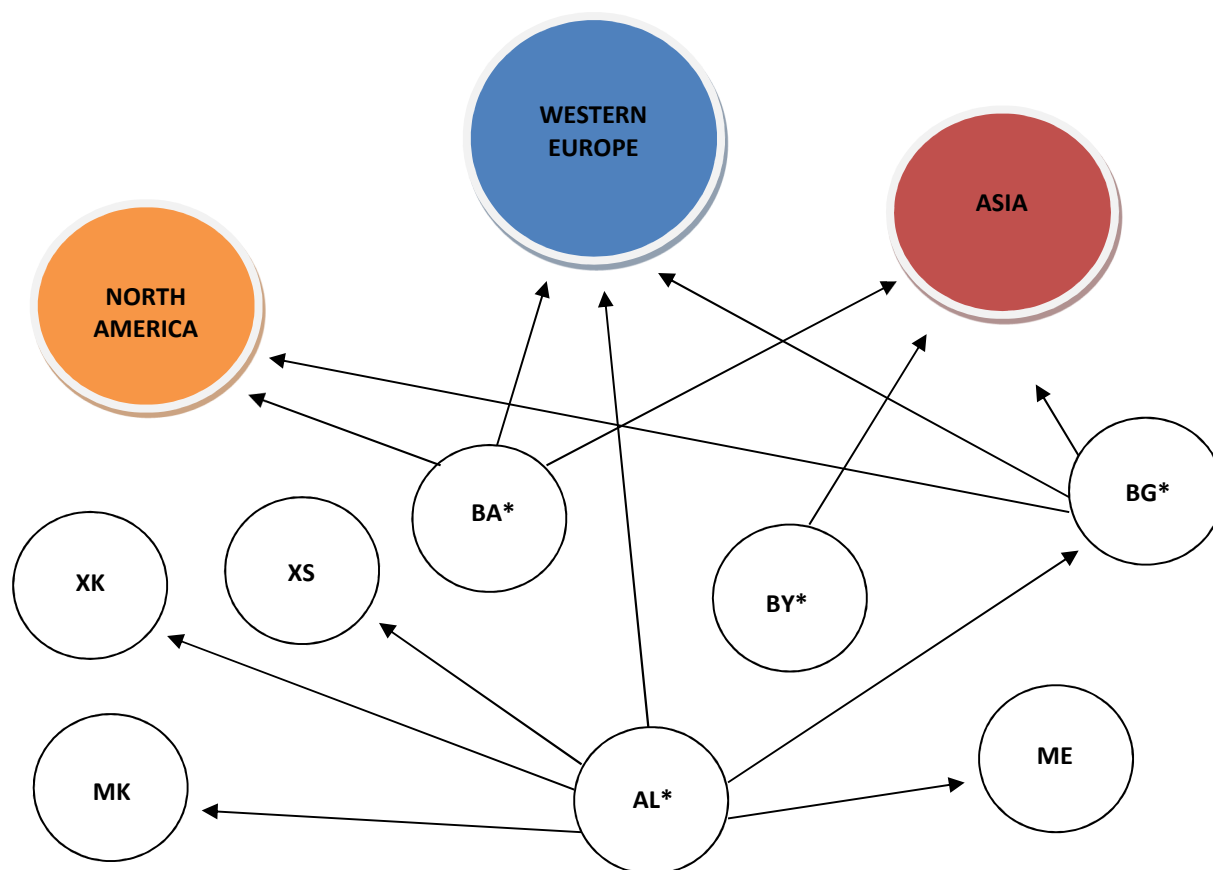 WESTERN
EUROPE
ASIA
NORTH
AMERICA
BA*
BG*
XK
XS
BY*
MK
AL*
ME